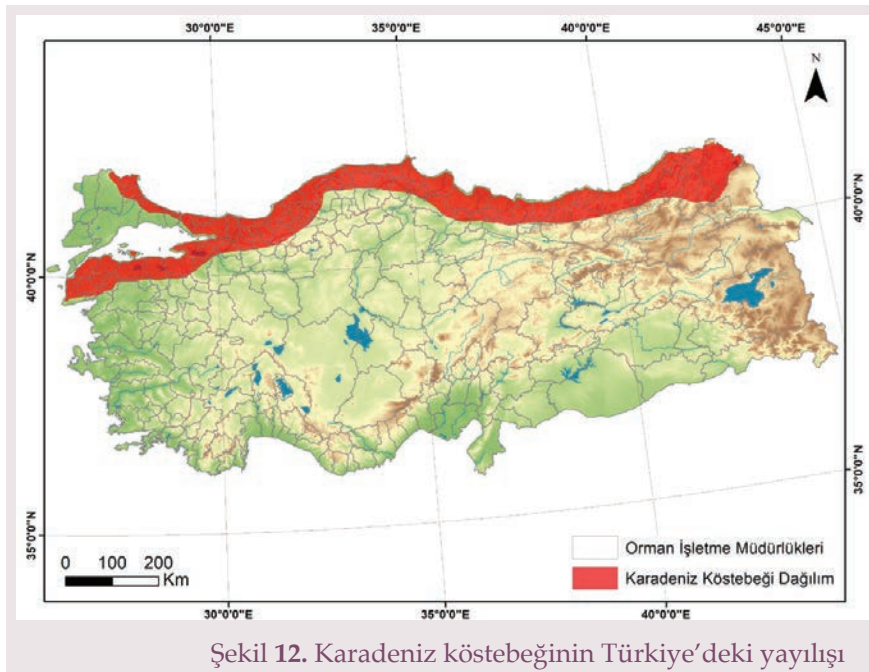 30°0'0"E 35°0'0"E 40°0'0"E 45°0'0"E
N
40°0'0"N 40°0'0"N
35°0'0"N 35°0'0"N
0 100 200
Km
Orman İşletme Müdürlükleri
Karadeniz Köstebeği Dağılım
30°0'0"E 35°0'0"E 40°0'0"E
Şekil 12. Karadeniz köstebeğinin Türkiye'deki yayılışı